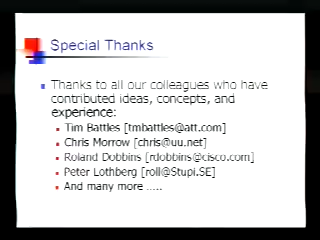 Special Thanks
Thanks to all our colleagues who have
contributed ideas, concepts, and
experience:
Tim Battles [tmbattles@att.com]
Chris Morrow [chris@uu.net]
Roland Dobbins [rdobbins@cisco.com]
Peter Lothberg [roll@Stupi.SE]
And many more .....